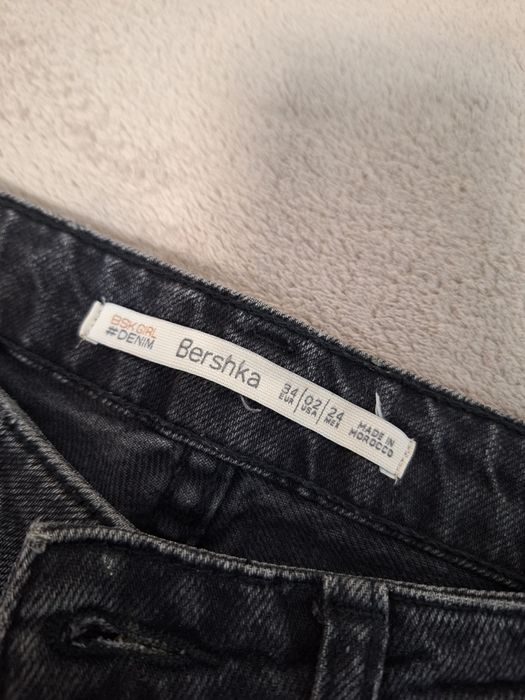 BSKGIRL
#DENIM
Bershka
34 | 02 | 24
EUR | USA | MEX
MADE IN
MOROCCO